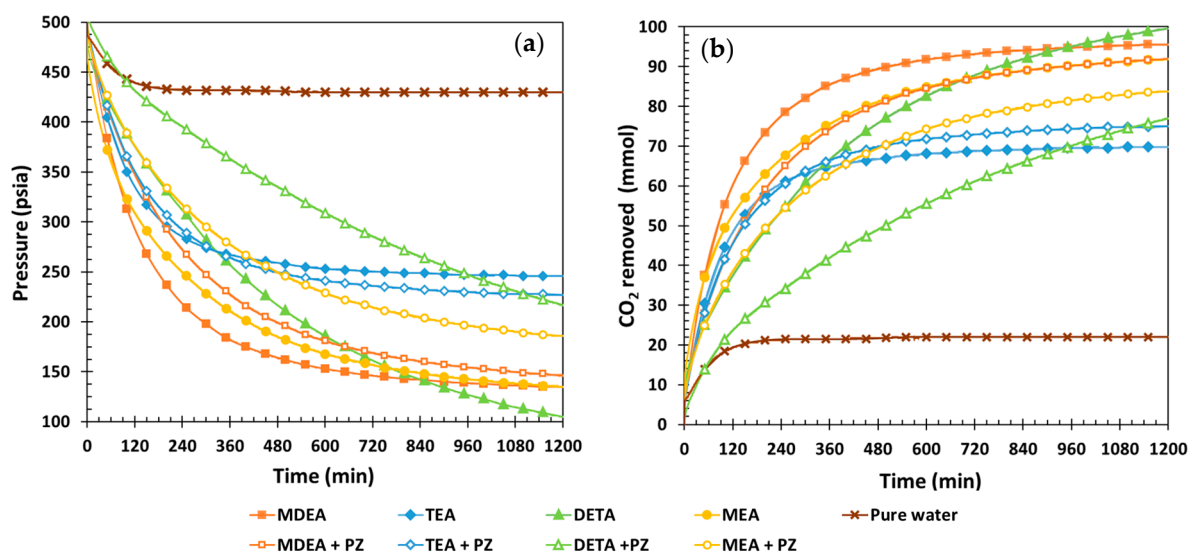 (a)
500
450
400
350
300
250
200
150
100
Pressure (psia)
0 120 240 360 480 600 720 840 960 1080 1200
Time (min)
(b)
100
90
80
70
60
50
40
30
20
10
0
CO₂ removed (mmol)
0 120 240 360 480 600 720 840 960 1080 1200
Time (min)
MDEA TEA DETA MEA Pure water
MDEA + PZ TEA + PZ DETA +PZ MEA + PZ